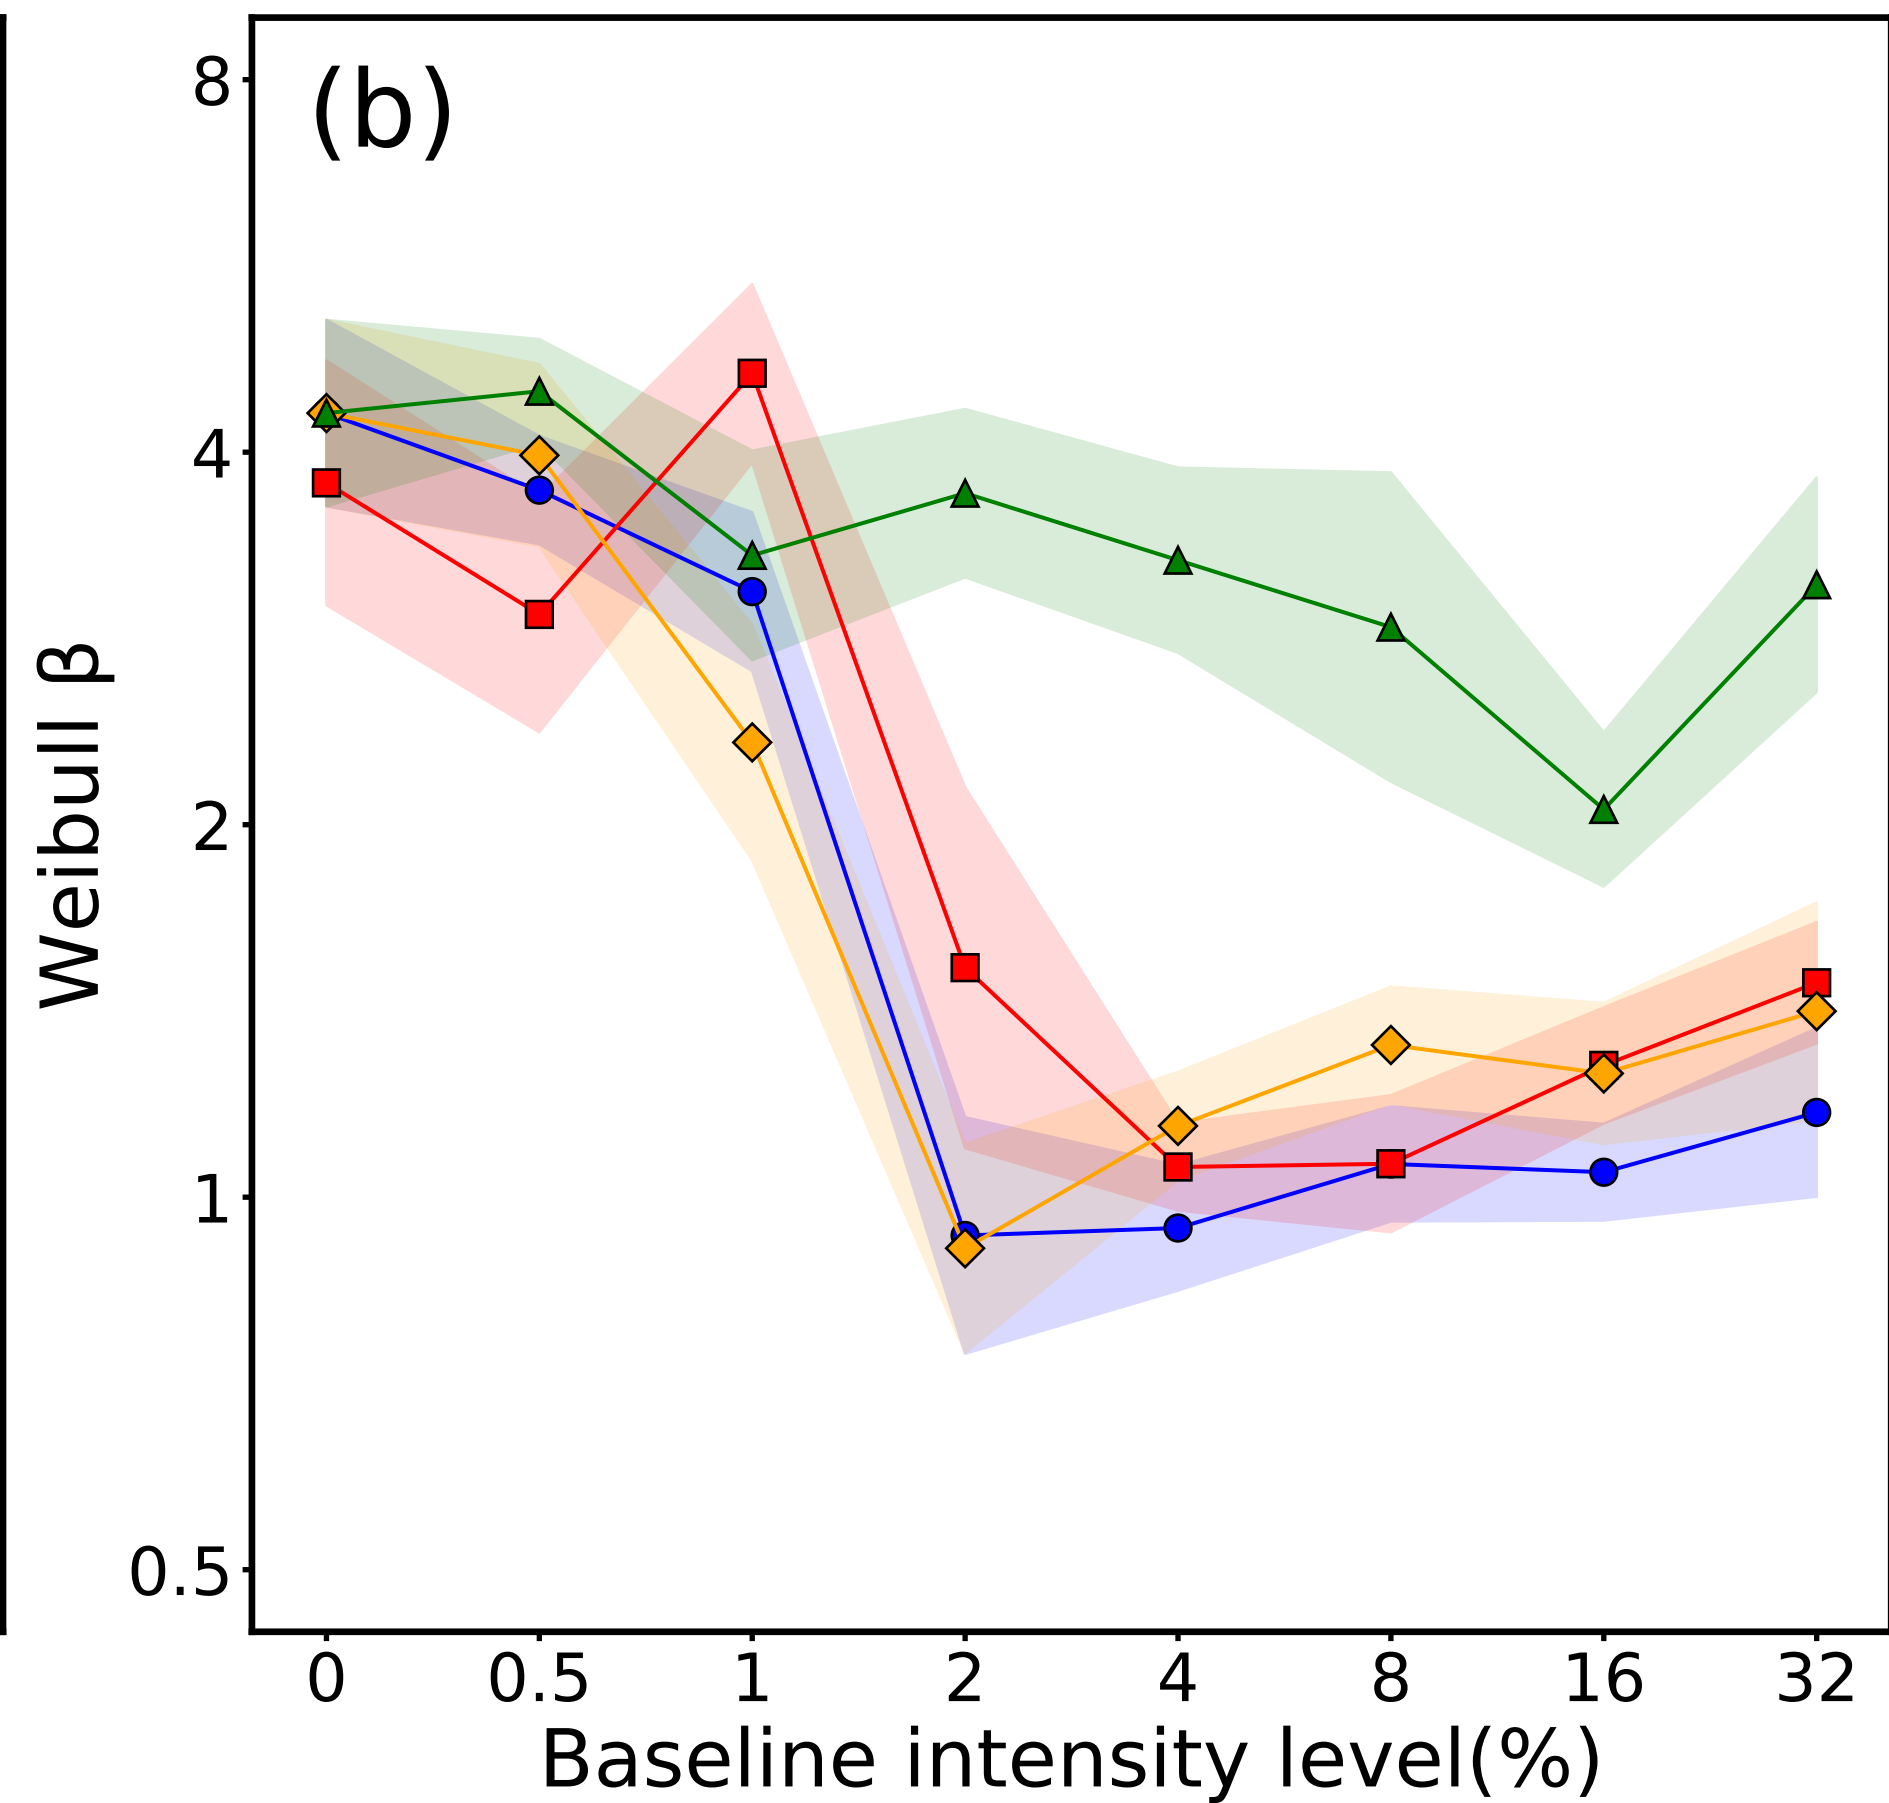 (b)
8
4
2
1
0.5
Weibull β
0 0.5 1 2 4 8 16 32
Baseline intensity level(%)